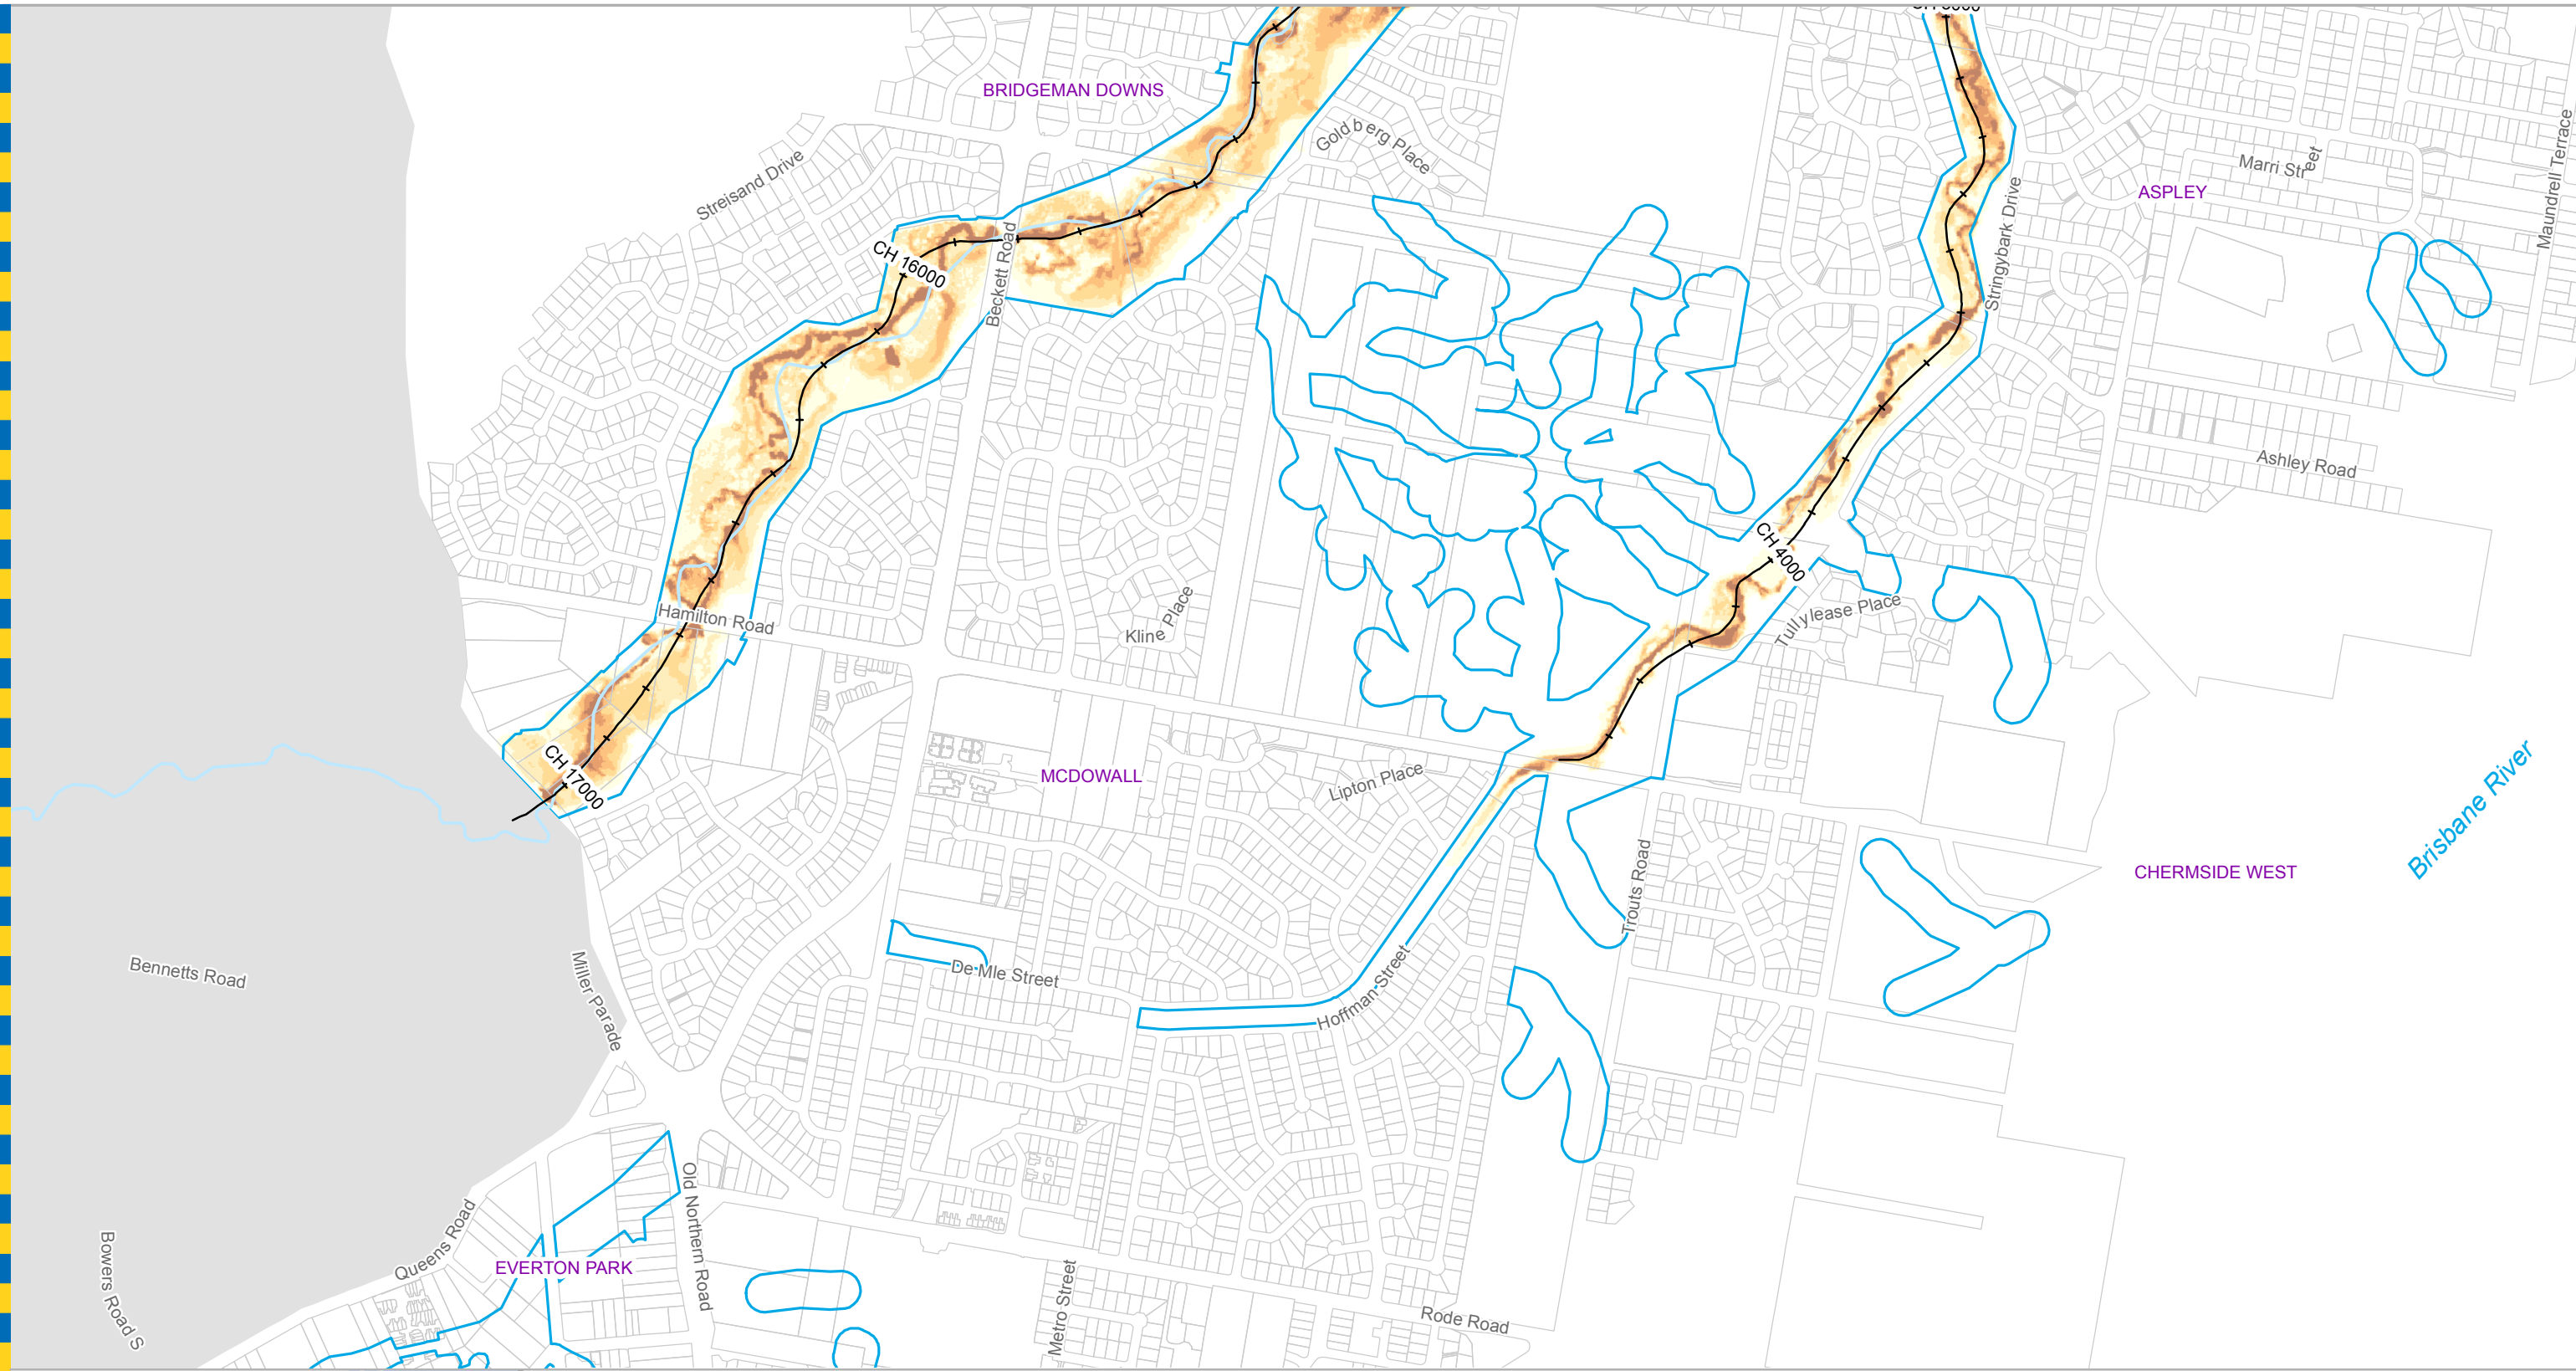 BRIDGEMAN DOWNS
Goldberg Place
Marri Street
Maundrell Terrace
Streisand Drive
ASPLEY
Stringybark Drive
CH 16000
Beckett Road
Ashley Road
CH 4000
Hamilton Road
Kline Place
Tullylease Place
CH 17000
MCDOWALL
Lipton Place
Brisbane River
Trouts Road
CHERMSIDE WEST
Bennetts Road
De Mle Street
Miller Parade
Hoffman Street
Old Northern Road
Queens Road
EVERTON PARK
Bowers Road S
Metro Street
Rode Road